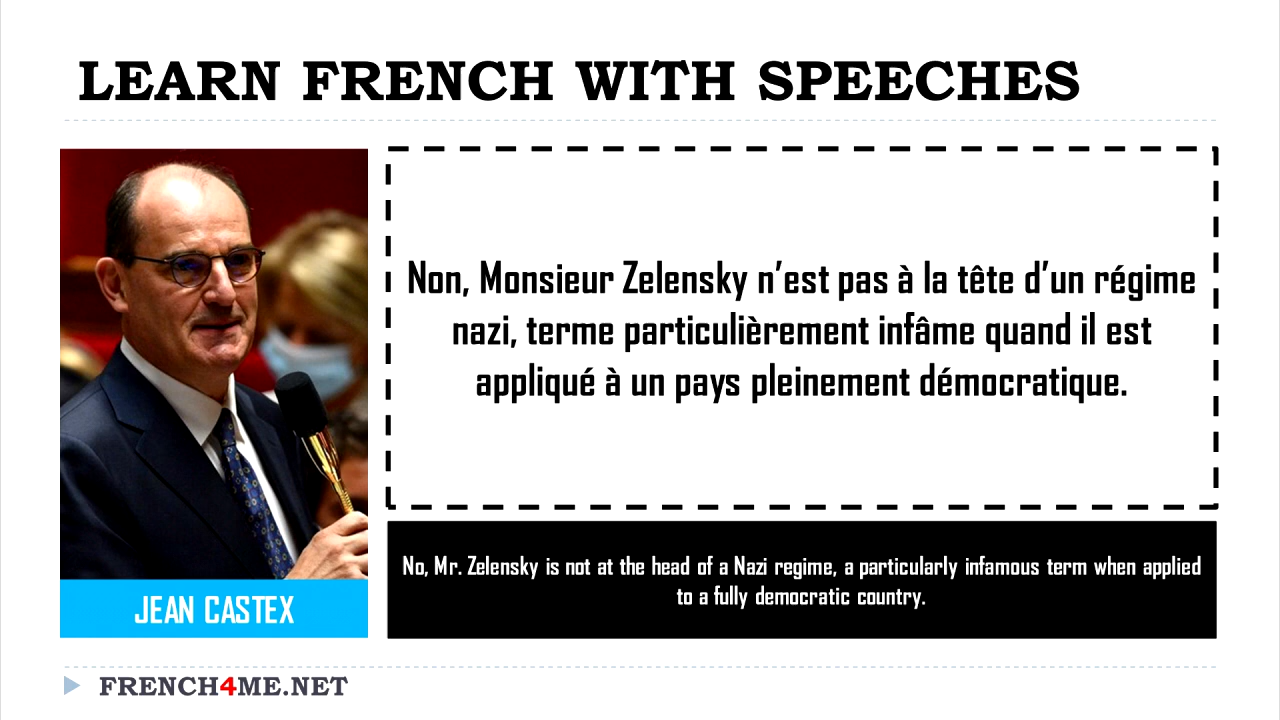 LEARN FRENCH WITH SPEECHES
Non, Monsieur Zelensky n’est pas à la tête d’un régime
nazi, terme particulièrement infâme quand il est
appliqué à un pays pleinement démocratique.
No, Mr. Zelensky is not at the head of a Nazi regime, a particularly infamous term when applied
to a fully democratic country.
JEAN CASTEX
FRENCH4ME.NET